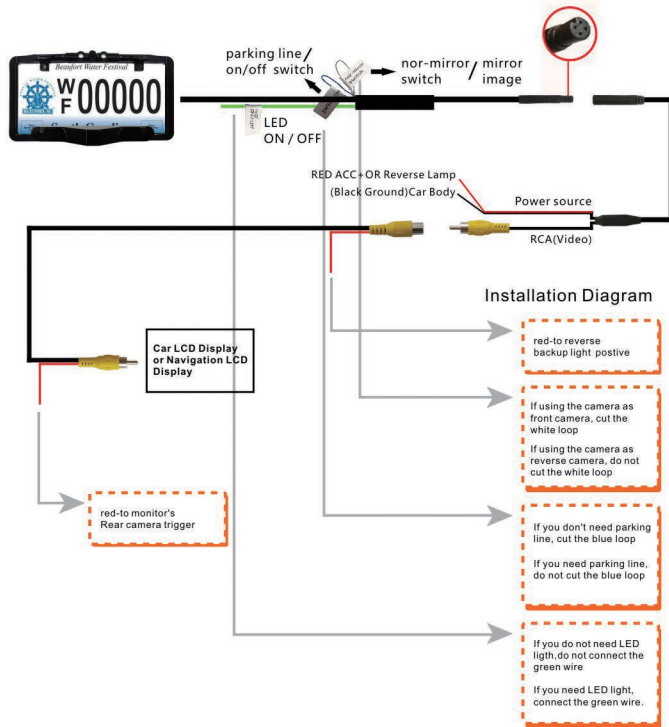 Beaufort Water Festival
WF 00000
South Carolina
parking line /
on/off switch
nor-mirror / mirror
switch image
LED
ON / OFF
RED ACC+OR Reverse Lamp
(Black Ground)Car Body
Power source
RCA(Video)
Installation Diagram
Car LCD Display
or Navigation LCD
Display
red-to reverse
backup light postive
If using the camera as
front camera, cut the
white loop
If using the camera as
reverse camera, do not
cut the white loop
red-to monitor's
Rear camera trigger
If you don't need parking
line, cut the blue loop
If you need parking line,
do not cut the blue loop
If you do not need LED
ligth,do not connect the
green wire
If you need LED light,
connect the green wire.